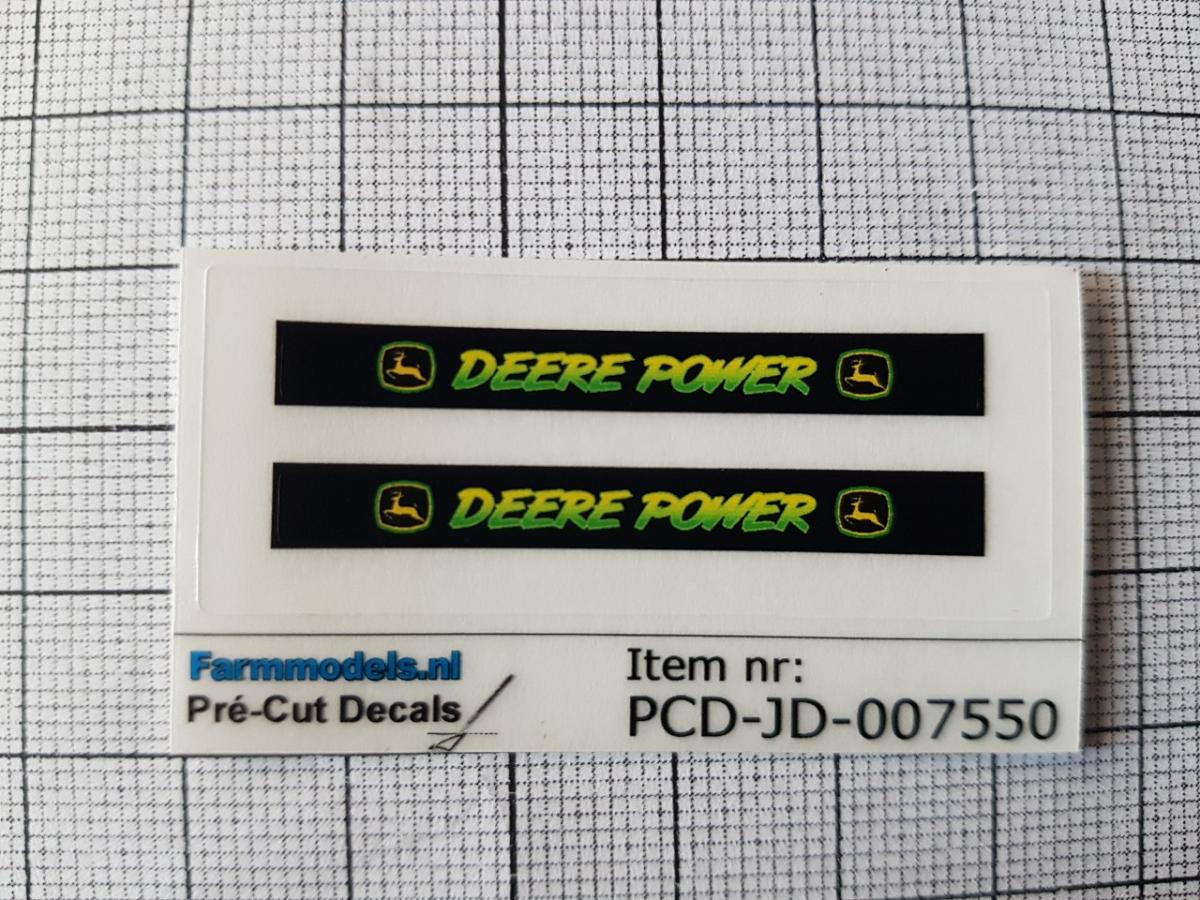 DEERE POWER
DEERE POWER
Farmmodels.nl
Pré-Cut Decals
Item nr:
PCD-JD-007550